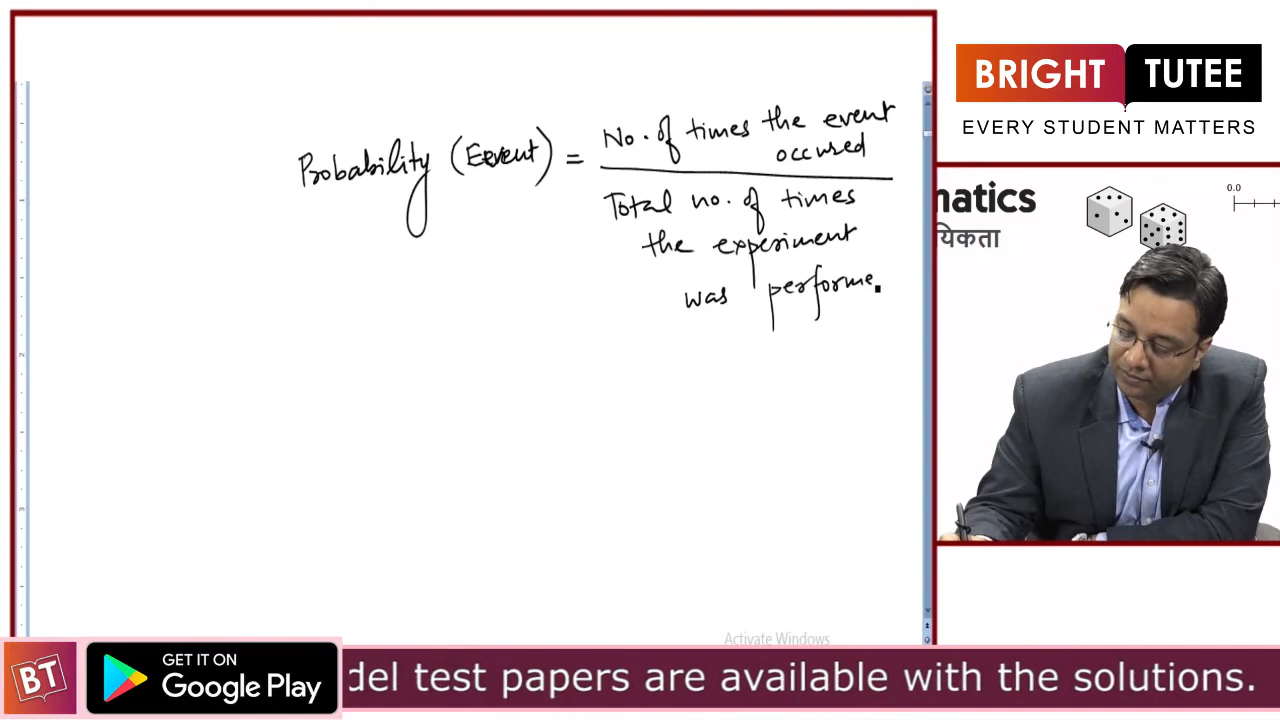 BRIGHT TUTEE
EVERY STUDENT MATTERS
Probability (Event) = No. of times the event
occured
Total no. of times
the experiment
was performe
matics
यिकता
0.0
Activate Windows
BT
GET IT ON
Google Play
del test papers are available with the solutions.